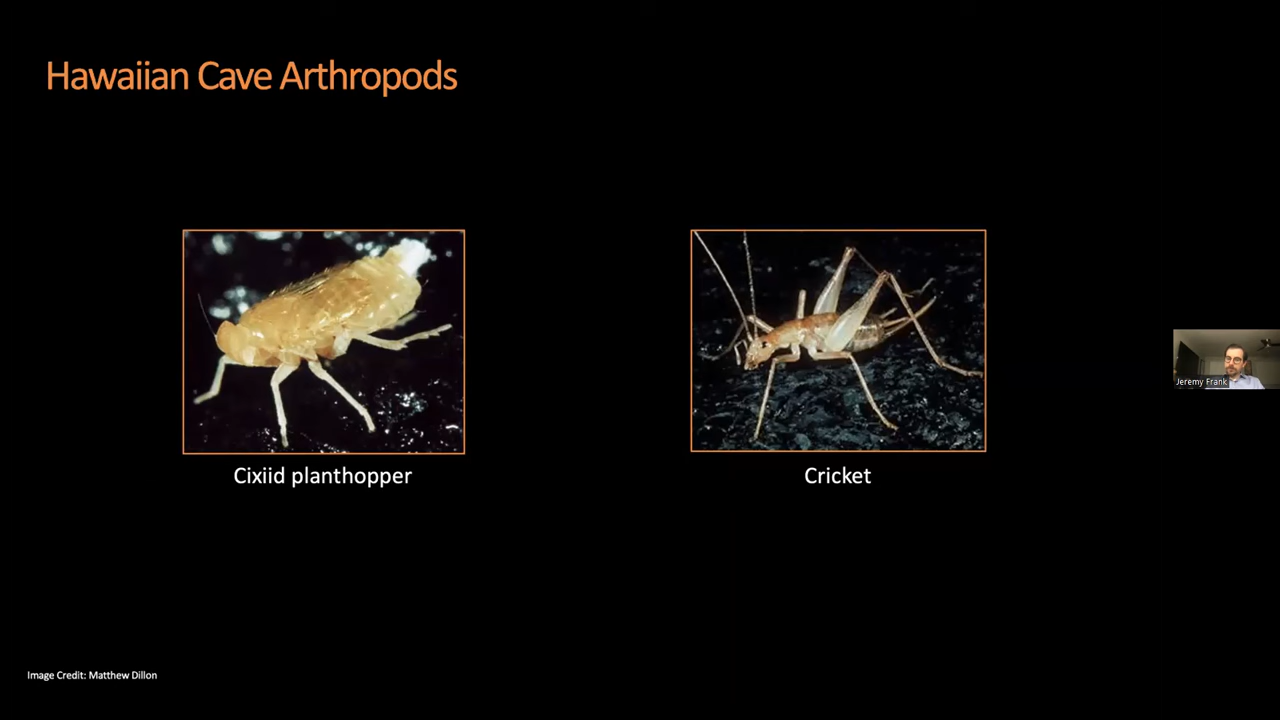 Hawaiian Cave Arthropods
Cixiid planthopper
Cricket
Jeremy Frank
Image Credit: Matthew Dillon